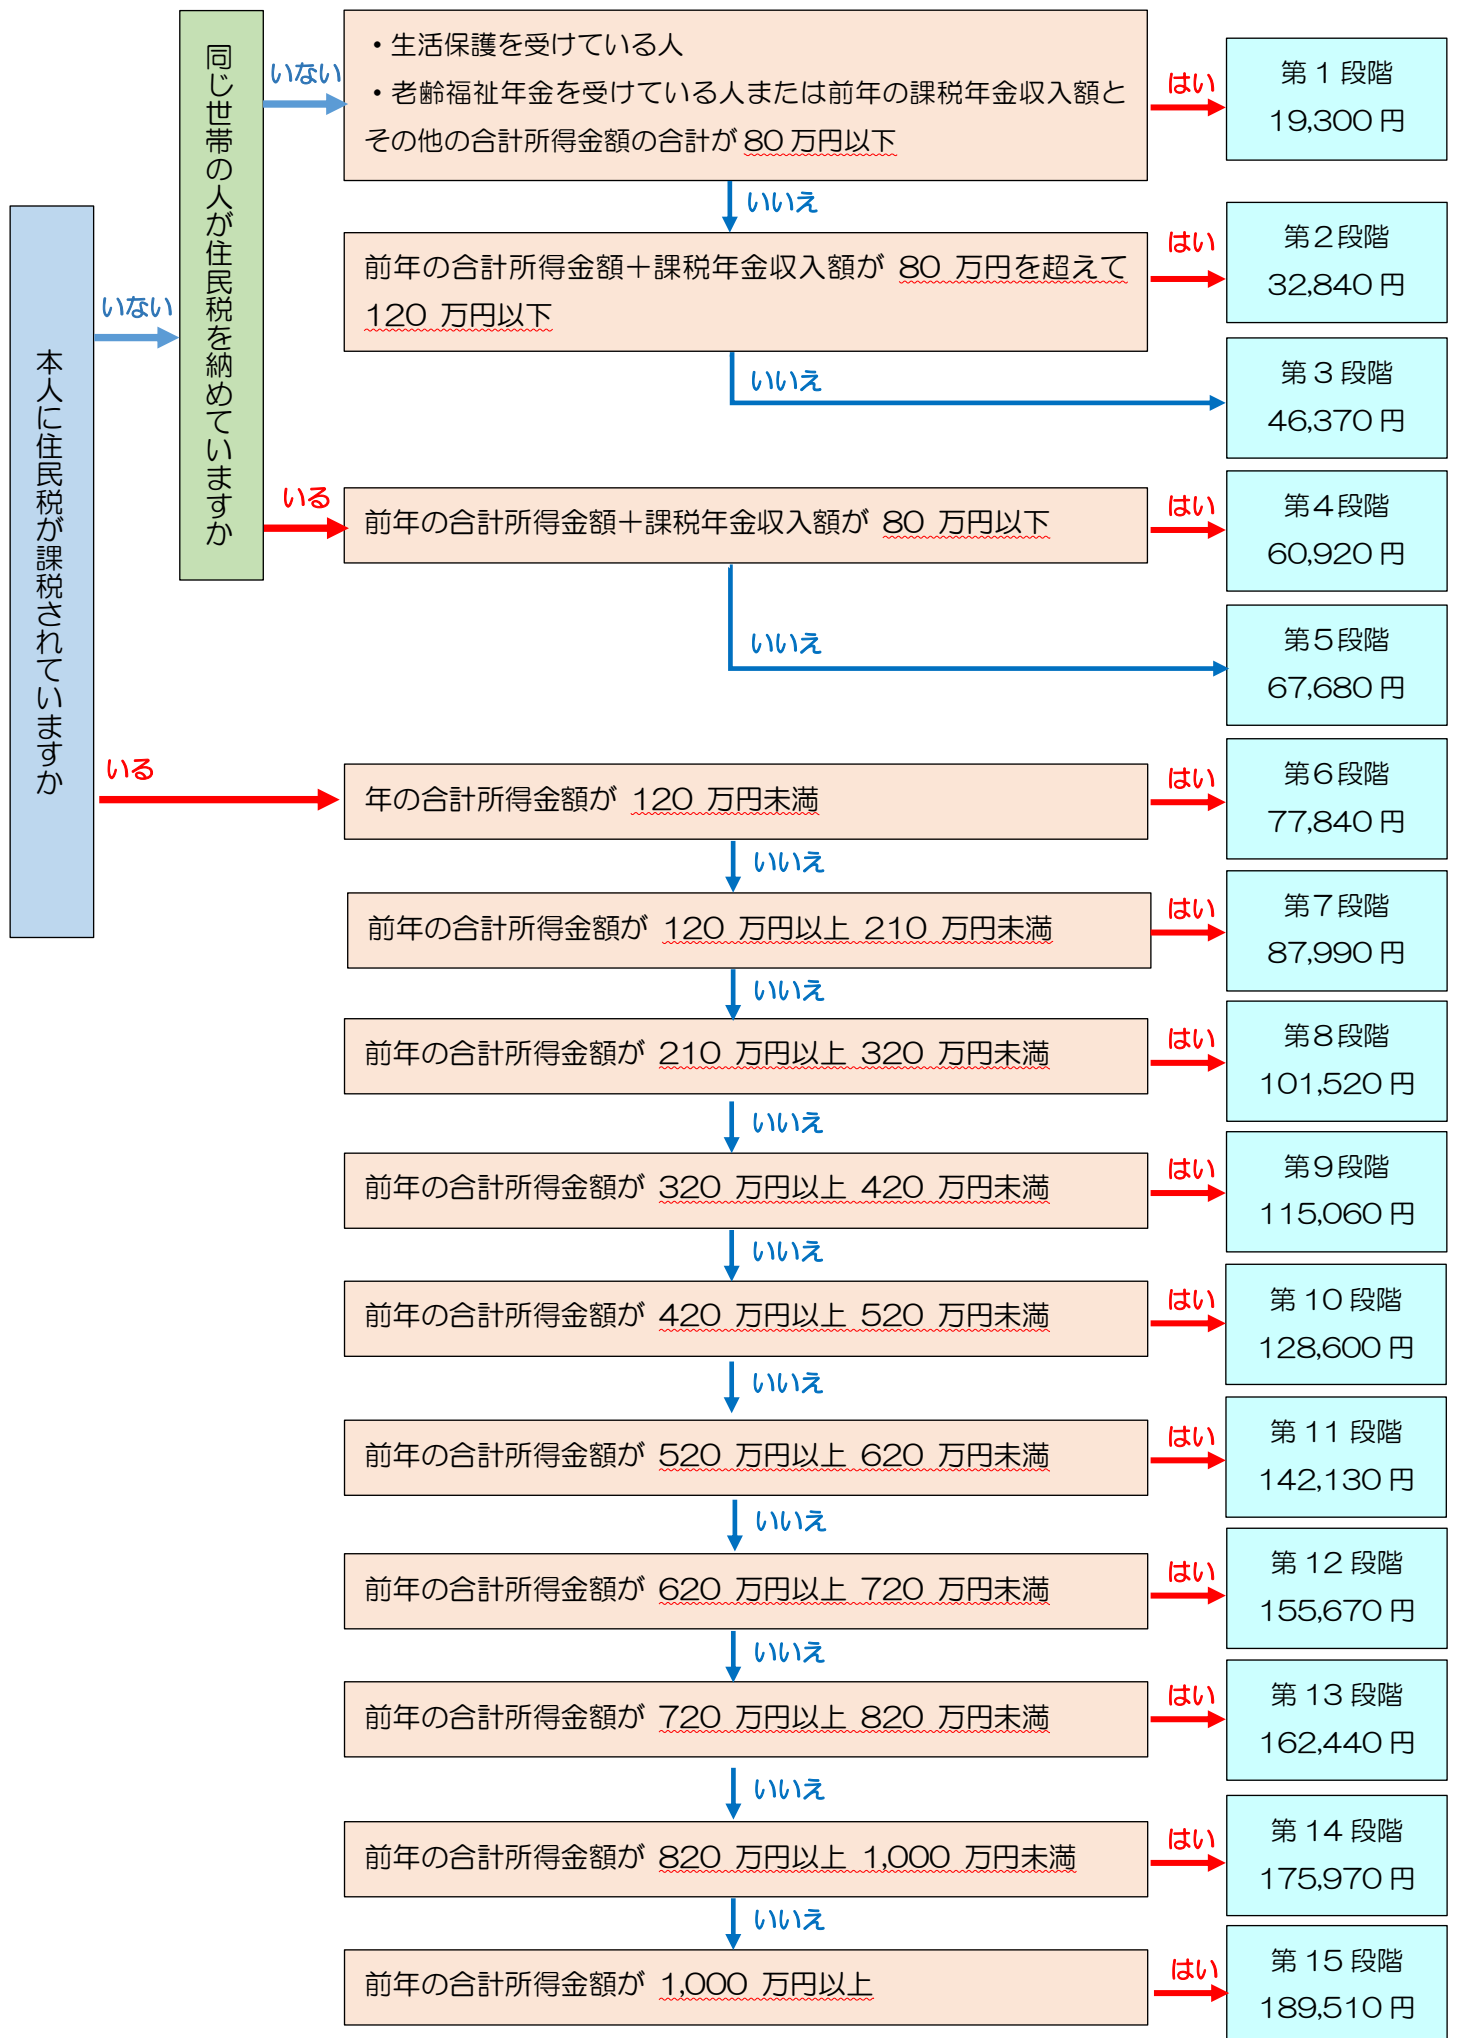 本人に住民税が課税されていますか
いない
いる
同じ世帯の人が住民税を納めていますか
いない
いる
・生活保護を受けている人
・老齢福祉年金を受けている人または前年の課税年金収入額と
その他の合計所得金額の合計が 80 万円以下
はい
第 1 段階
19,300 円
いいえ
前年の合計所得金額＋課税年金収入額が 80 万円を超えて
120 万円以下
はい
第2段階
32,840 円
いいえ
第 3 段階
46,370 円
前年の合計所得金額＋課税年金収入額が 80 万円以下
はい
第4段階
60,920 円
いいえ
第5段階
67,680 円
年の合計所得金額が 120 万円未満
はい
第6段階
77,840 円
いいえ
前年の合計所得金額が 120 万円以上 210 万円未満
はい
第7段階
87,990 円
いいえ
前年の合計所得金額が 210 万円以上 320 万円未満
はい
第8段階
101,520 円
いいえ
前年の合計所得金額が 320 万円以上 420 万円未満
はい
第9段階
115,060 円
いいえ
前年の合計所得金額が 420 万円以上 520 万円未満
はい
第 10 段階
128,600 円
いいえ
前年の合計所得金額が 520 万円以上 620 万円未満
はい
第 11 段階
142,130 円
いいえ
前年の合計所得金額が 620 万円以上 720 万円未満
はい
第 12 段階
155,670 円
いいえ
前年の合計所得金額が 720 万円以上 820 万円未満
はい
第 13 段階
162,440 円
いいえ
前年の合計所得金額が 820 万円以上 1,000 万円未満
はい
第 14 段階
175,970 円
いいえ
前年の合計所得金額が 1,000 万円以上
はい
第 15 段階
189,510 円